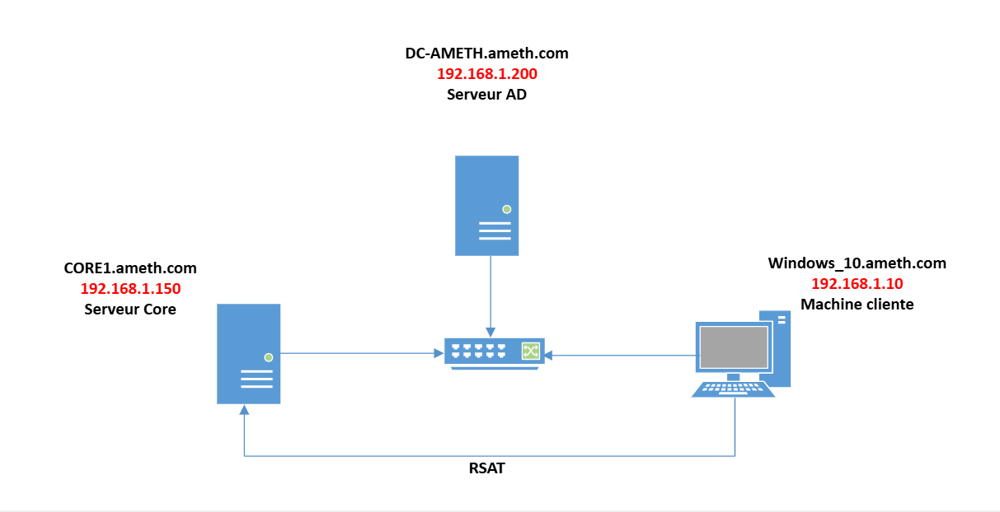 DC-AMETH.ameth.com
192.168.1.200
Serveur AD
CORE1.ameth.com
192.168.1.150
Serveur Core
Windows_10.ameth.com
192.168.1.10
Machine cliente
RSAT